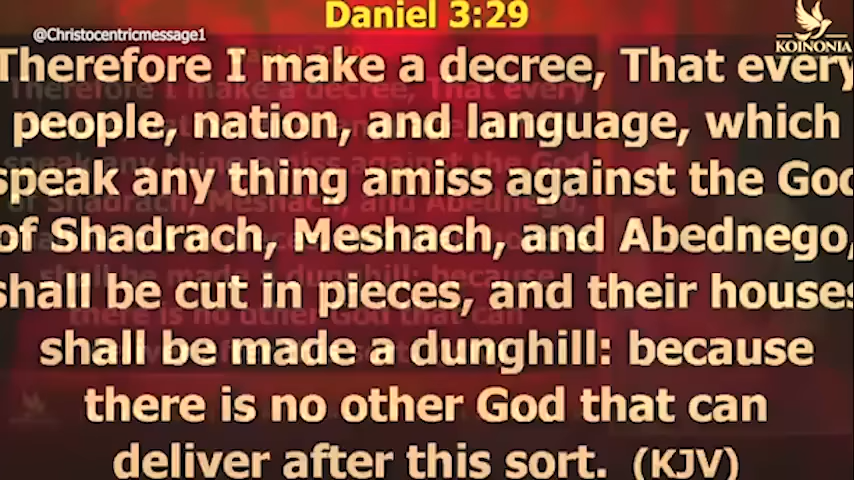 Daniel 3:29
@Christocentricmessage1
KOINONIA
Therefore I make a decree, That every
people, nation, and language, which
speak any thing amiss against the God
of Shadrach, Meshach, and Abednego,
shall be cut in pieces, and their houses
shall be made a dunghill: because
there is no other God that can
deliver after this sort. (KJV)